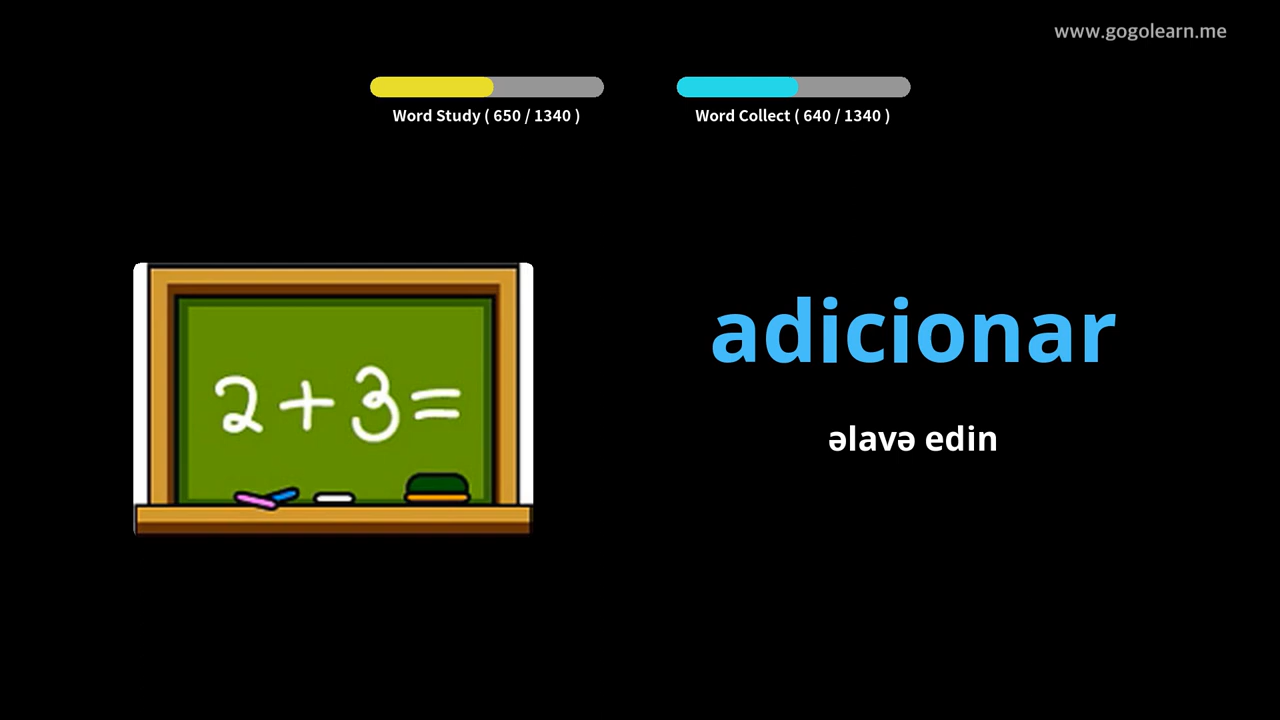 www.gogolearn.me
Word Study ( 650 / 1340 )
Word Collect ( 640 / 1340 )
2+3=
adicionar
əlavə edin